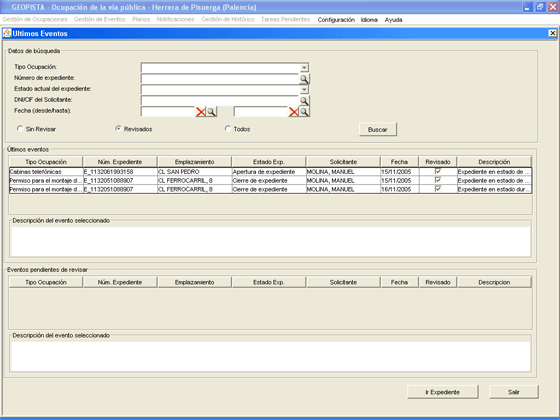 GEOPISTA - Ocupación de la vía pública - Herrera de Pisuerga (Palencia)
Gestión de Ocupaciones Gestión de Eventos Planos Notificaciones Gestión de Histórico Tareas Pendientes Configuración Idioma Ayuda
Ultimos Eventos
Datos de búsqueda
Tipo Ocupación:
Número de expediente:
Estado actual del expediente:
DNI/CIF del Solicitante:
Fecha (desde/hasta):
Sin Revisar Revisados Todos Buscar
Últimos eventos
Tipo Ocupación Núm. Expediente Emplazamiento Estado Exp. Solicitante Fecha Revisado Descripción
Cabinas telefónicas E_1132061993158 CL SAN PEDRO Apertura de expediente MOLINA, MANUEL 15/11/2005 Expediente en estado de ...
Permiso para el montaje d... E_1132051088907 CL FERROCARRIL, 8 Cierre de expediente MOLINA, MANUEL 15/11/2005 Expediente en estado de ...
Permiso para el montaje d... E_1132051088907 CL FERROCARRIL, 8 Cierre de expediente MOLINA, MANUEL 16/11/2005 Expediente en estado dur...
Descripción del evento seleccionado
Eventos pendientes de revisar
Tipo Ocupación Núm. Expediente Emplazamiento Estado Exp. Solicitante Fecha Revisado Descripcion
Descripción del evento seleccionado
Ir Expediente Salir